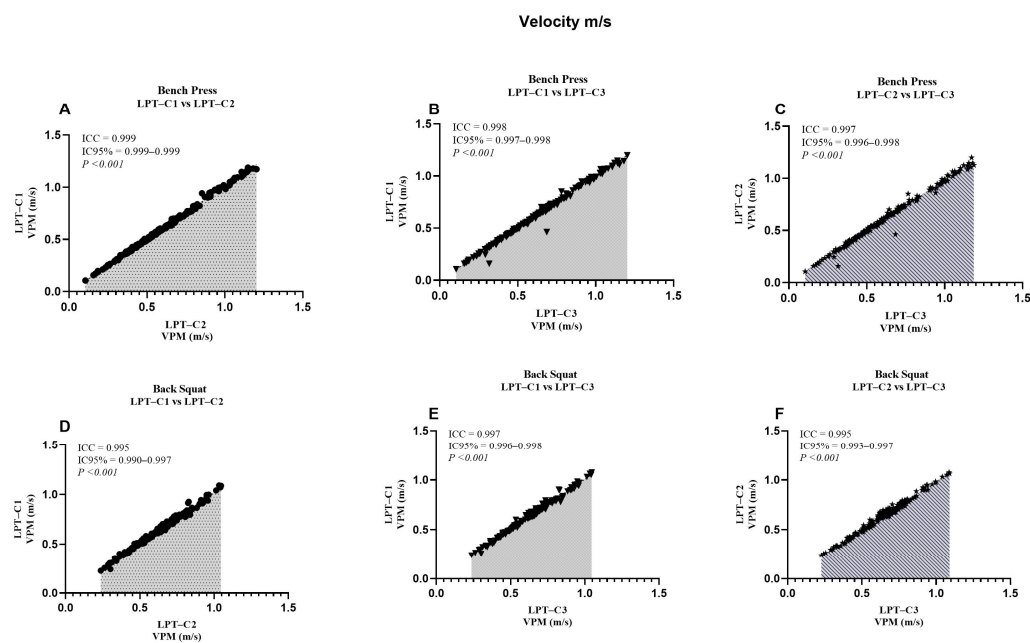 Velocity m/s
A
Bench Press
LPT–C1 vs LPT–C2
ICC = 0.999
IC95% = 0.999–0.999
P <0.001
1.5
1.0
0.5
0.0
LPT–C1
VPM (m/s)
0.0 0.5 1.0 1.5
LPT–C2
VPM (m/s)
B
Bench Press
LPT–C1 vs LPT–C3
ICC = 0.998
IC95% = 0.997–0.998
P <0.001
1.5
1.0
0.5
0.0
LPT–C1
VPM (m/s)
0.0 0.5 1.0 1.5
LPT–C3
VPM (m/s)
C
Bench Press
LPT–C2 vs LPT–C3
ICC = 0.997
IC95% = 0.996–0.998
P <0.001
1.5
1.0
0.5
0.0
LPT–C2
VPM (m/s)
0.0 0.5 1.0 1.5
LPT–C3
VPM (m/s)
D
Back Squat
LPT–C1 vs LPT–C2
ICC = 0.995
IC95% = 0.990–0.997
P <0.001
1.5
1.0
0.5
0.0
LPT–C1
VPM (m/s)
0.0 0.5 1.0 1.5
LPT–C2
VPM (m/s)
E
Back Squat
LPT–C1 vs LPT–C3
ICC = 0.997
IC95% = 0.996–0.998
P <0.001
1.5
1.0
0.5
0.0
LPT–C1
VPM (m/s)
0.0 0.5 1.0 1.5
LPT–C3
VPM (m/s)
F
Back Squat
LPT–C2 vs LPT–C3
ICC = 0.995
IC95% = 0.993–0.997
P <0.001
1.5
1.0
0.5
0.0
LPT–C2
VPM (m/s)
0.0 0.5 1.0 1.5
LPT–C3
VPM (m/s)